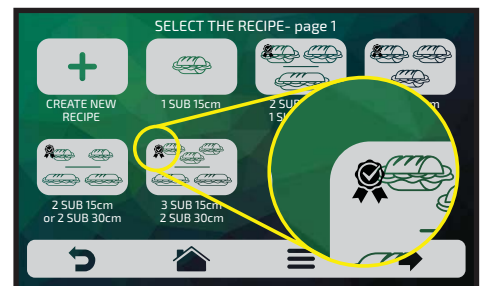 SELECT THE RECIPE- page 1
CREATE NEW
RECIPE
1 SUB 15cm
2 SUB
1 S
m
2 SUB 15cm
or 2 SUB 30cm
3 SUB 15cm
2 SUB 30cm